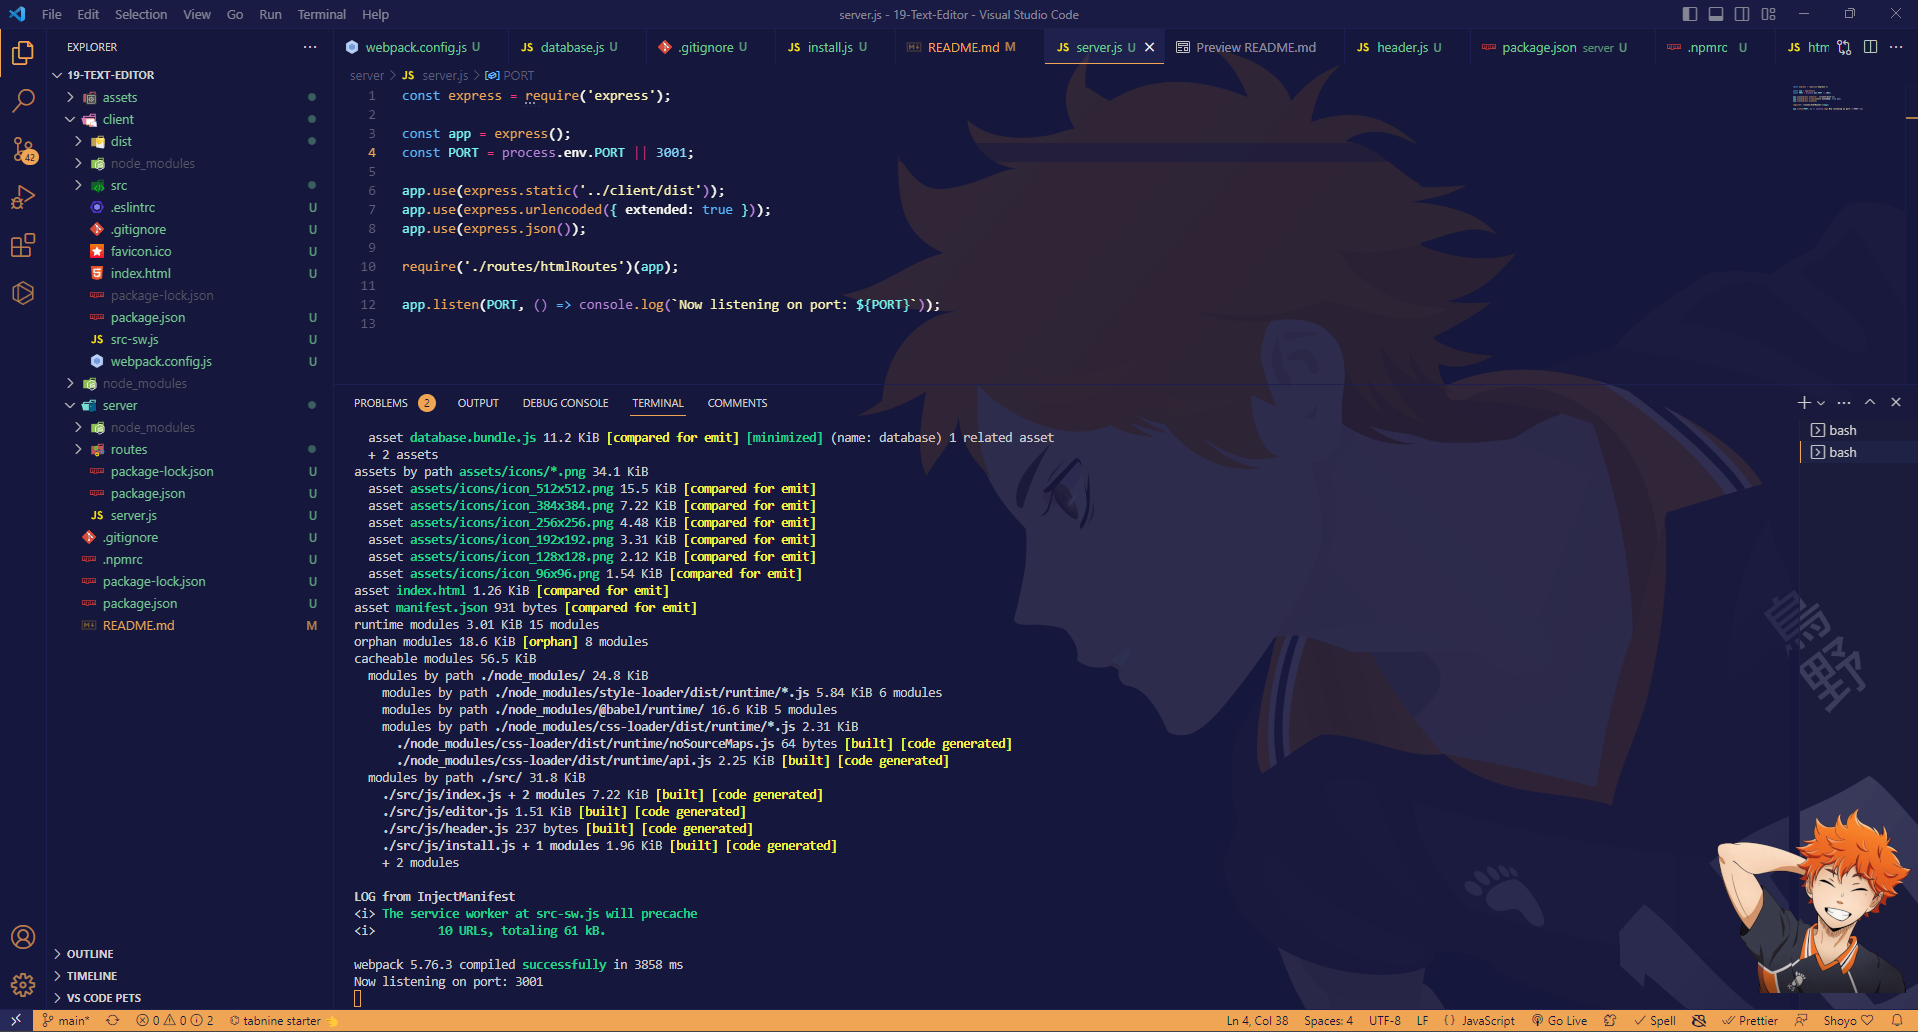 File Edit Selection View Go Run Terminal Help
server.js - 19-Text-Editor - Visual Studio Code
EXPLORER
19-TEXT-EDITOR
assets
client
dist
node_modules
src
.eslintrc U
.gitignore U
favicon.ico U
index.html U
package-lock.json
package.json U
JS src-sw.js U
webpack.config.js U
node_modules
server
node_modules
routes
package-lock.json U
package.json U
JS server.js U
.gitignore U
.npmrc U
package-lock.json U
package.json U
README.md M
OUTLINE
TIMELINE
VS CODE PETS
42
webpack.config.js U
JS database.js U
.gitignore U
JS install.js U
README.md M
JS server.js U
Preview README.md
JS header.js U
package.json server U
.npmrc U
JS htm
server > JS server.js > PORT
1 const express = require('express');
2
3 const app = express();
4 const PORT = process.env.PORT || 3001;
5
6 app.use(express.static('../client/dist'));
7 app.use(express.urlencoded({ extended: true }));
8 app.use(express.json());
9
10 require('./routes/htmlRoutes')(app);
11
12 app.listen(PORT, () => console.log(`Now listening on port: ${PORT}`));
13
PROBLEMS 2 OUTPUT DEBUG CONSOLE TERMINAL COMMENTS
bash
bash
asset database.bundle.js 11.2 KiB [compared for emit] [minimized] (name: database) 1 related asset
+ 2 assets
assets by path assets/icons/*.png 34.1 KiB
asset assets/icons/icon_512x512.png 15.5 KiB [compared for emit]
asset assets/icons/icon_384x384.png 7.22 KiB [compared for emit]
asset assets/icons/icon_256x256.png 4.48 KiB [compared for emit]
asset assets/icons/icon_192x192.png 3.31 KiB [compared for emit]
asset assets/icons/icon_128x128.png 2.12 KiB [compared for emit]
asset assets/icons/icon_96x96.png 1.54 KiB [compared for emit]
asset index.html 1.26 KiB [compared for emit]
asset manifest.json 931 bytes [compared for emit]
runtime modules 3.01 KiB 15 modules
orphan modules 18.6 KiB [orphan] 8 modules
cacheable modules 56.5 KiB
modules by path ./node_modules/ 24.8 KiB
modules by path ./node_modules/style-loader/dist/runtime/*.js 5.84 KiB 6 modules
modules by path ./node_modules/@babel/runtime/ 16.6 KiB 5 modules
modules by path ./node_modules/css-loader/dist/runtime/*.js 2.31 KiB
./node_modules/css-loader/dist/runtime/noSourceMaps.js 64 bytes [built] [code generated]
./node_modules/css-loader/dist/runtime/api.js 2.25 KiB [built] [code generated]
modules by path ./src/ 31.8 KiB
./src/js/index.js + 2 modules 7.22 KiB [built] [code generated]
./src/js/editor.js 1.51 KiB [built] [code generated]
./src/js/header.js 237 bytes [built] [code generated]
./src/js/install.js + 1 modules 1.96 KiB [built] [code generated]
+ 2 modules
LOG from InjectManifest
<i> The service worker at src-sw.js will precache
<i> 10 URLs, totaling 61 kB.
webpack 5.76.3 compiled successfully in 3858 ms
Now listening on port: 3001
烏野
main* 0 0 2 tabnine starter
Ln 4, Col 38 Spaces: 4 UTF-8 LF {} JavaScript Go Live Spell Prettier Shoyo